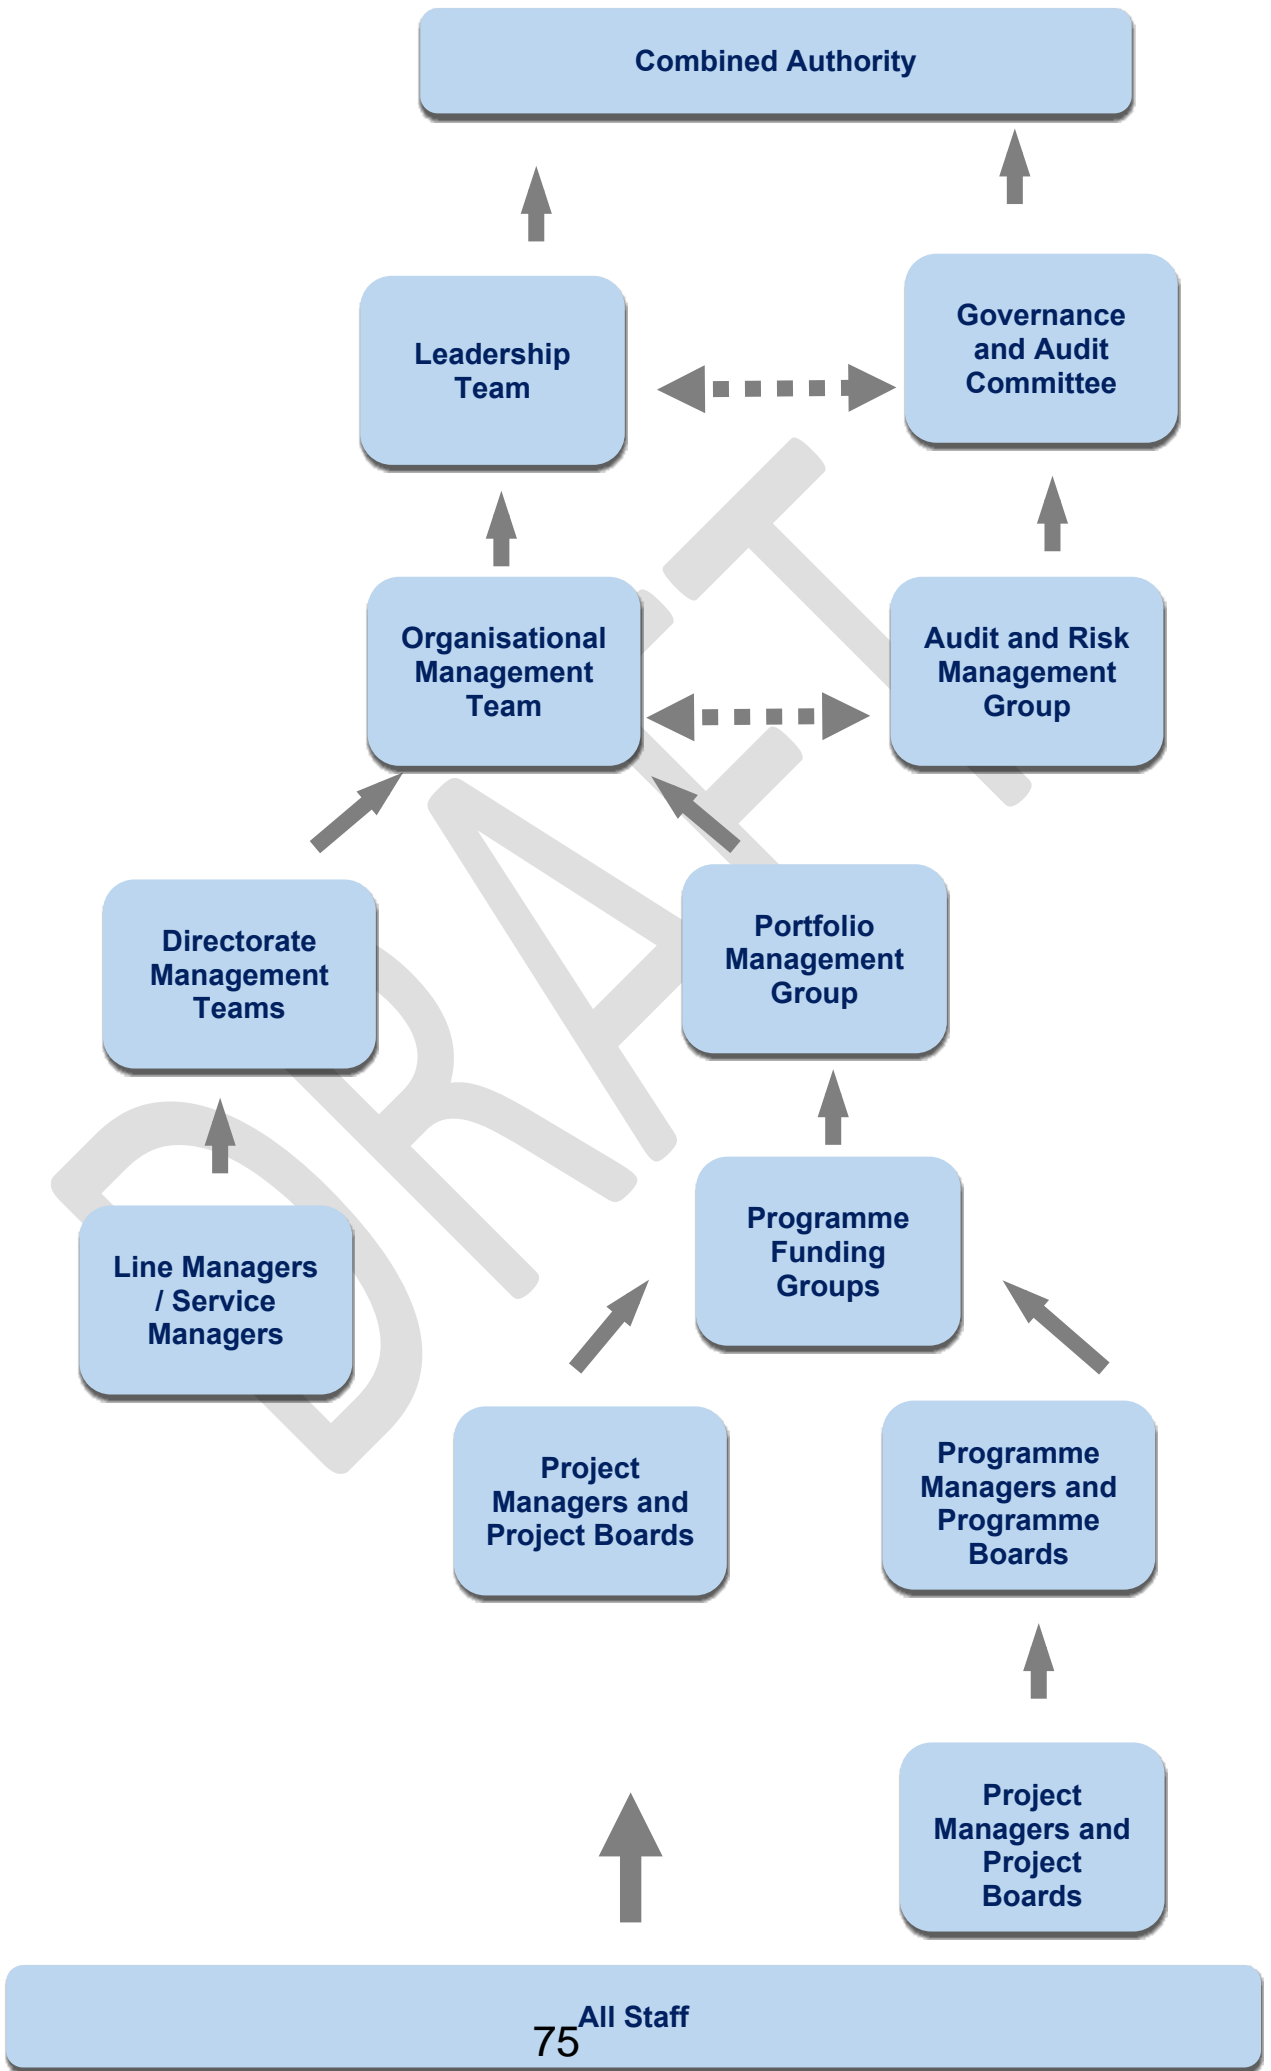 Combined Authority
Governance
and Audit
Committee
Leadership
Team
Organisational
Management
Team
Audit and Risk
Management
Group
Directorate
Management
Teams
Portfolio
Management
Group
Programme
Funding
Groups
Line Managers
/ Service
Managers
Project
Managers and
Project Boards
Programme
Managers and
Programme
Boards
Project
Managers and
Project
Boards
All Staff
75
DRAFT